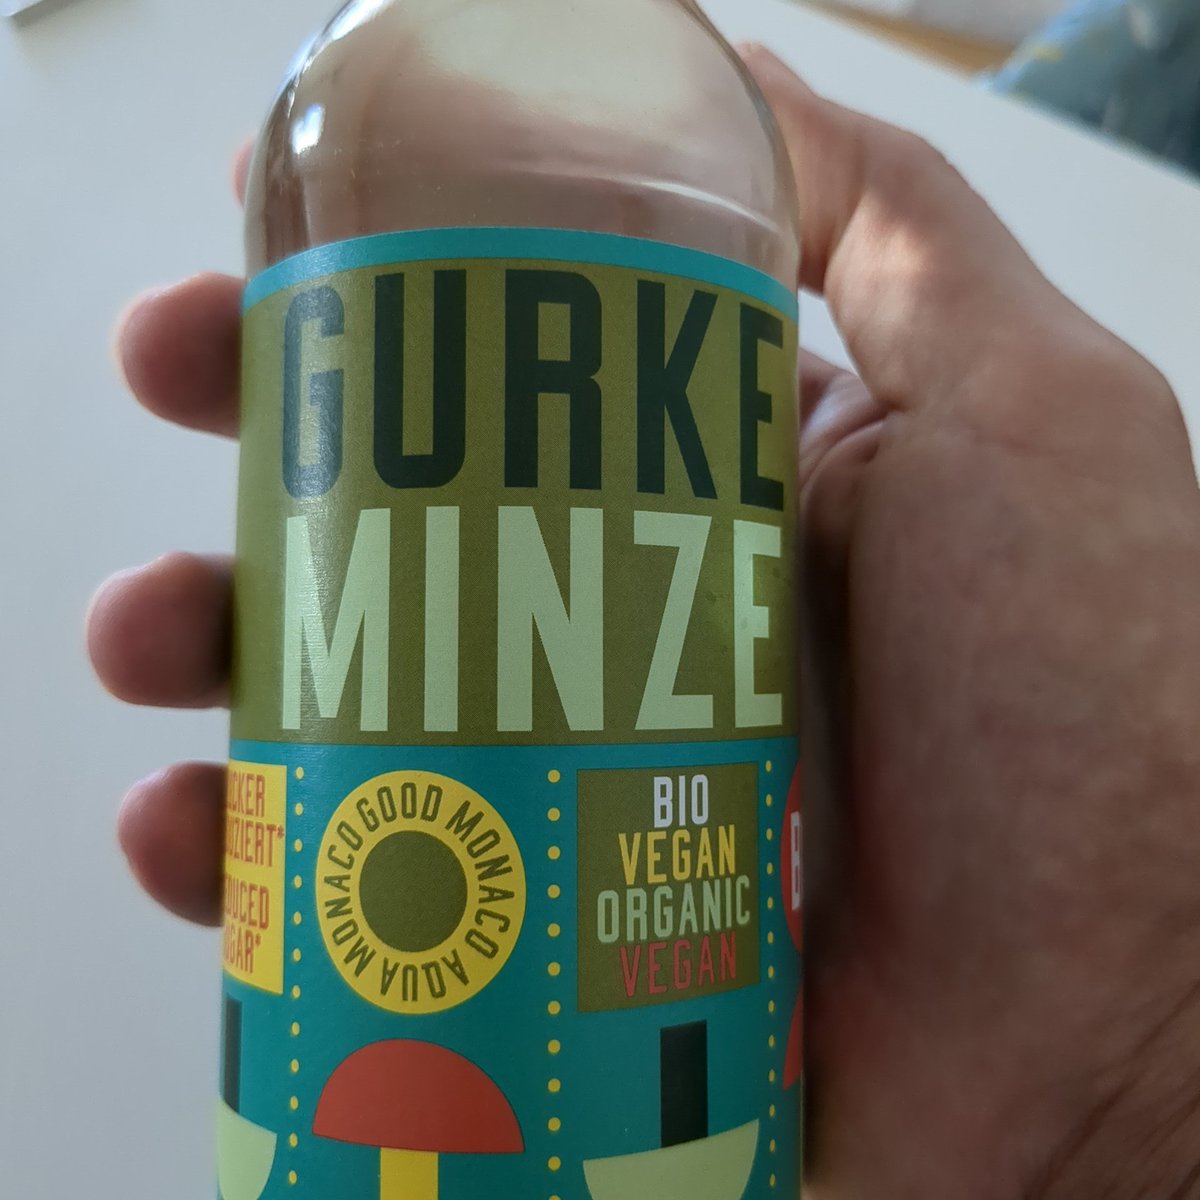 GURKE
MINZE
AQUA MONACO GOOD MONACO
BIO
VEGAN
ORGANIC
VEGAN